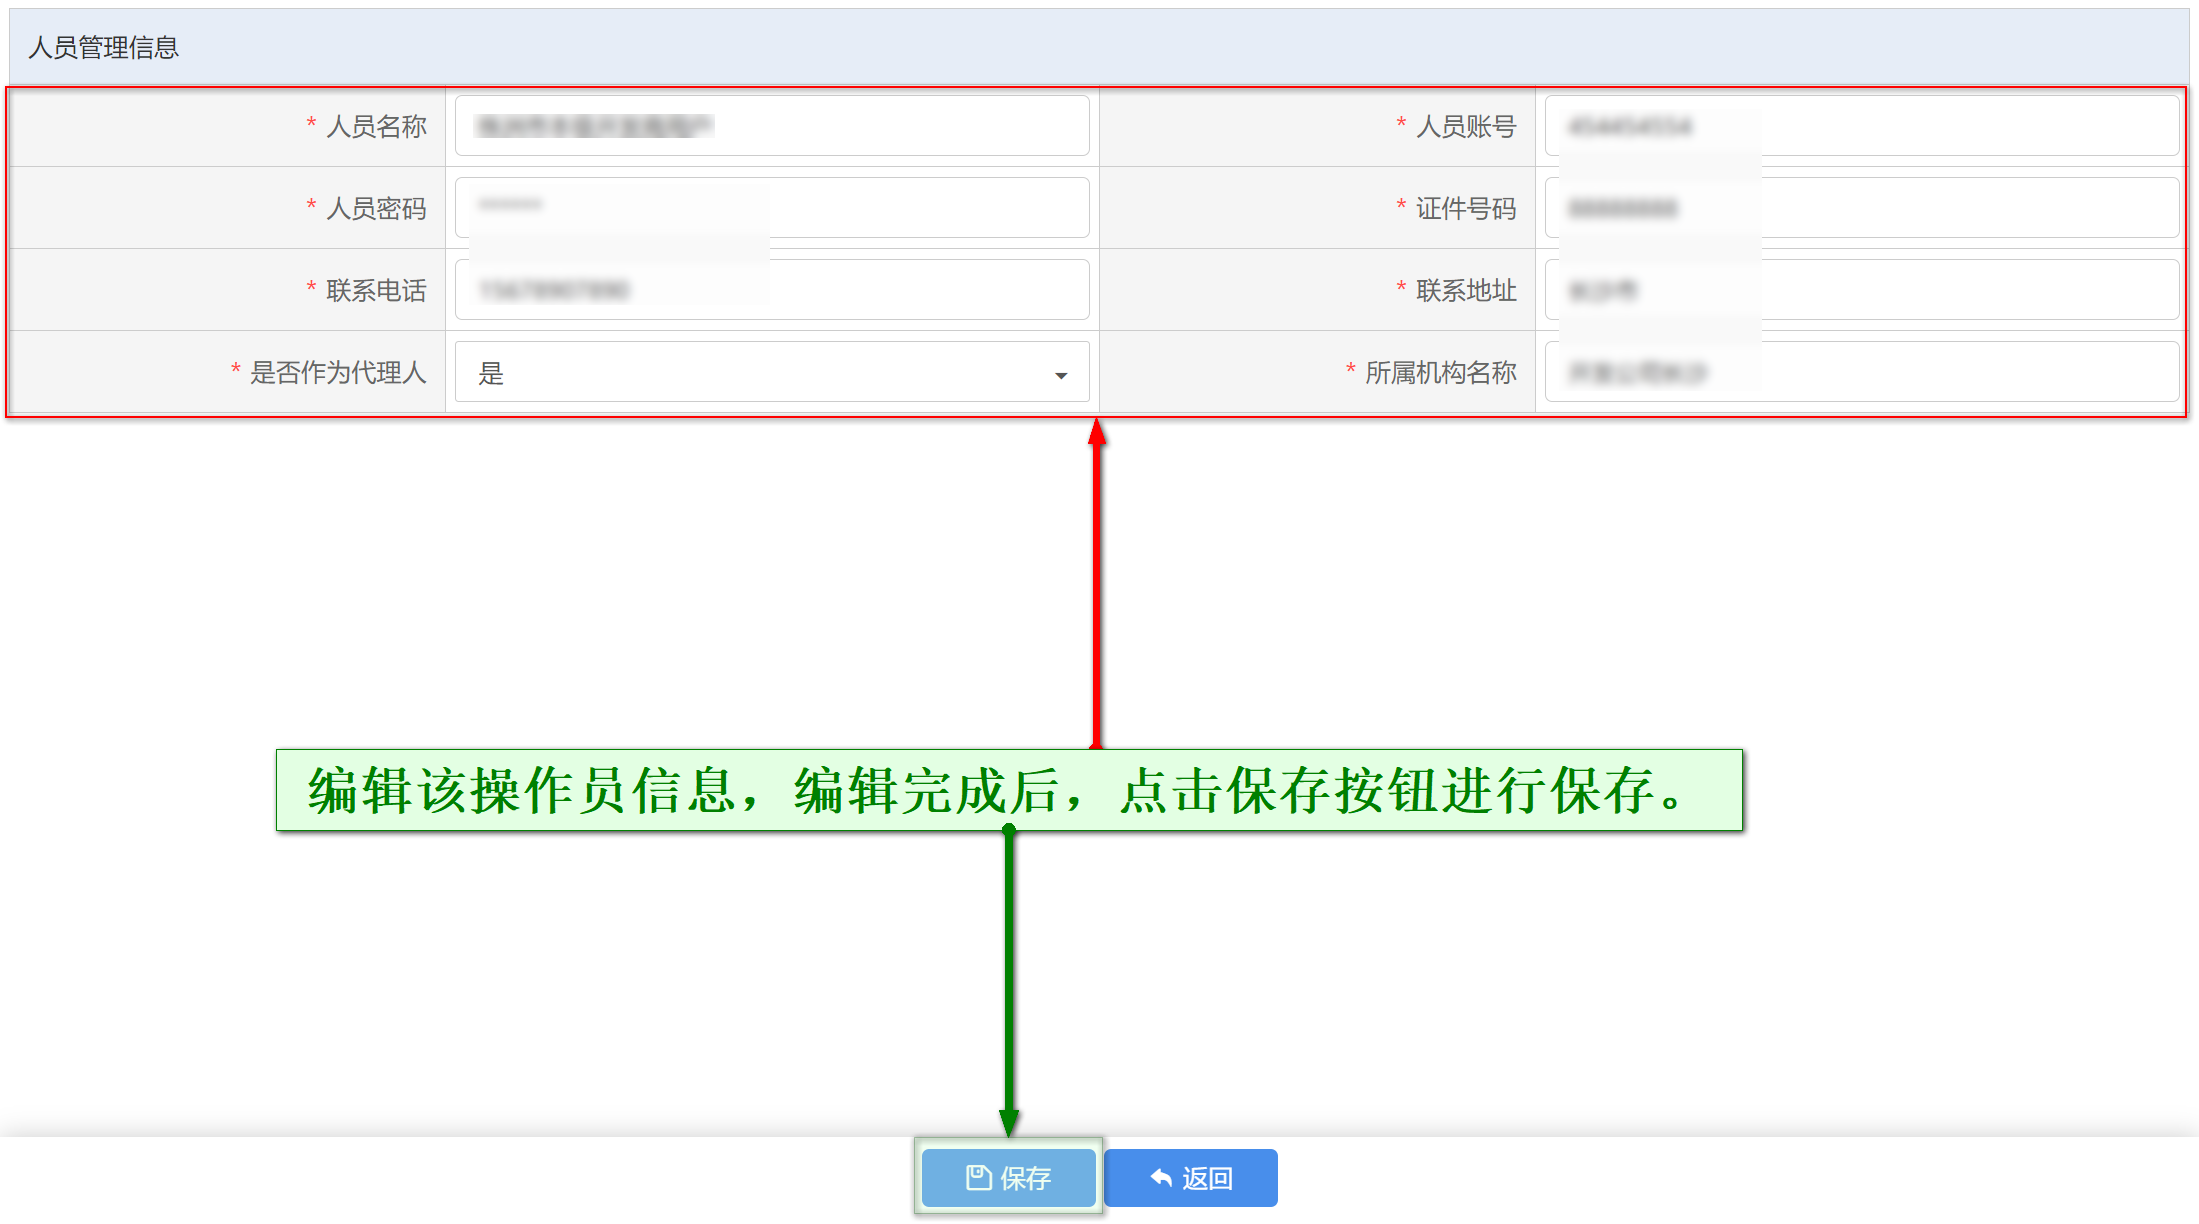 人员管理信息
* 人员名称
* 人员账号
* 人员密码
* 证件号码
* 联系电话
* 联系地址
* 是否作为代理人 是
* 所属机构名称
编辑该操作员信息，编辑完成后，点击保存按钮进行保存。
保存 返回